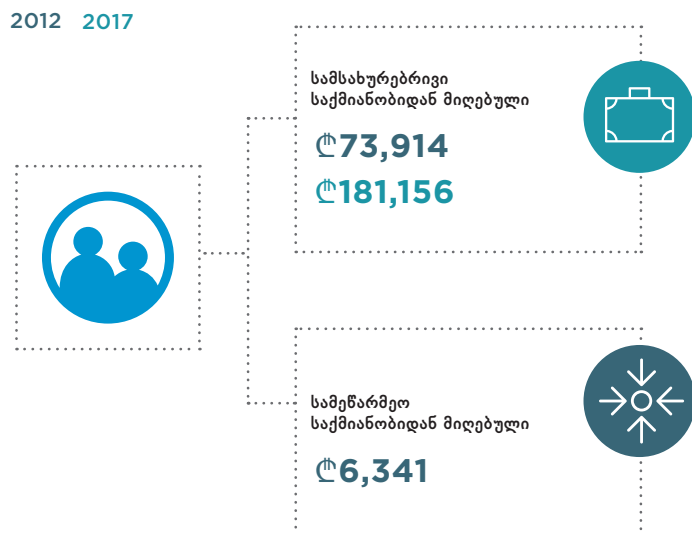 2012 2017
სამსახურებრივი
საქმიანობიდან მიღებული
₾73,914
₾181,156
სამეწარმეო
საქმიანობიდან მიღებული
₾6,341